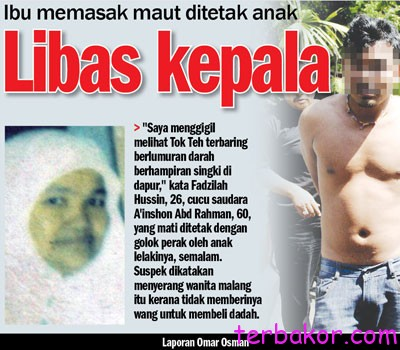 Ibu memasak maut ditetak anak
Libas kepala
> "Saya menggigil
melihat Tok Teh terbaring
berlumuran darah
berhampiran singki di
dapur," kata Fadzilah
Hussin, 26, cucu saudara
A'inshon Abd Rahman, 60,
yang mati ditetak dengan
golok perak oleh anak
lelakinya, semalam.
Suspek dikatakan
menyerang wanita malang
itu kerana tidak memberinya
wang untuk membeli dadah.
terbakor.com
Laporan Omar Osman